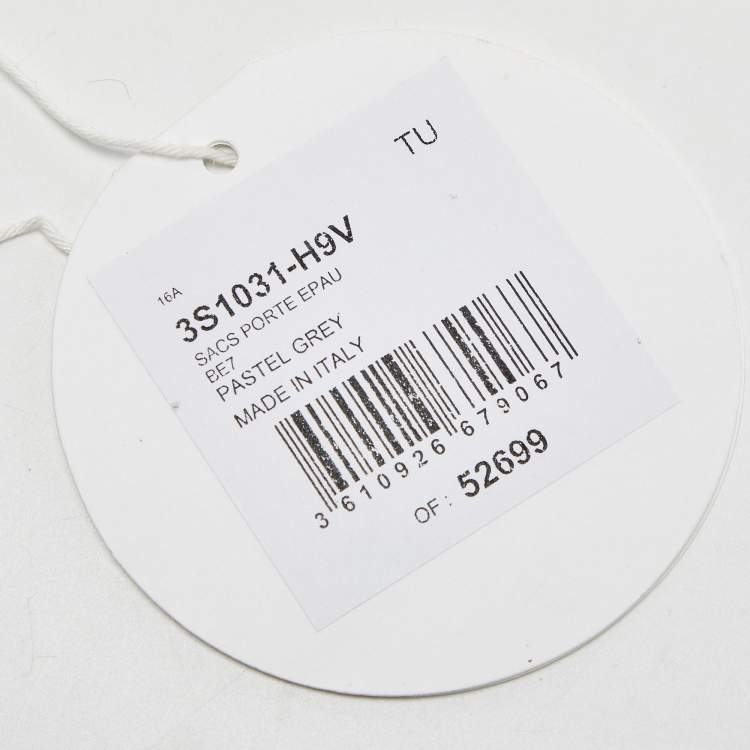 TU
16A
3S1031-H9V
SACS PORTE EPAU
BE7
PASTEL GREY
MADE IN ITALY
3 610926 679067
OF : 52699